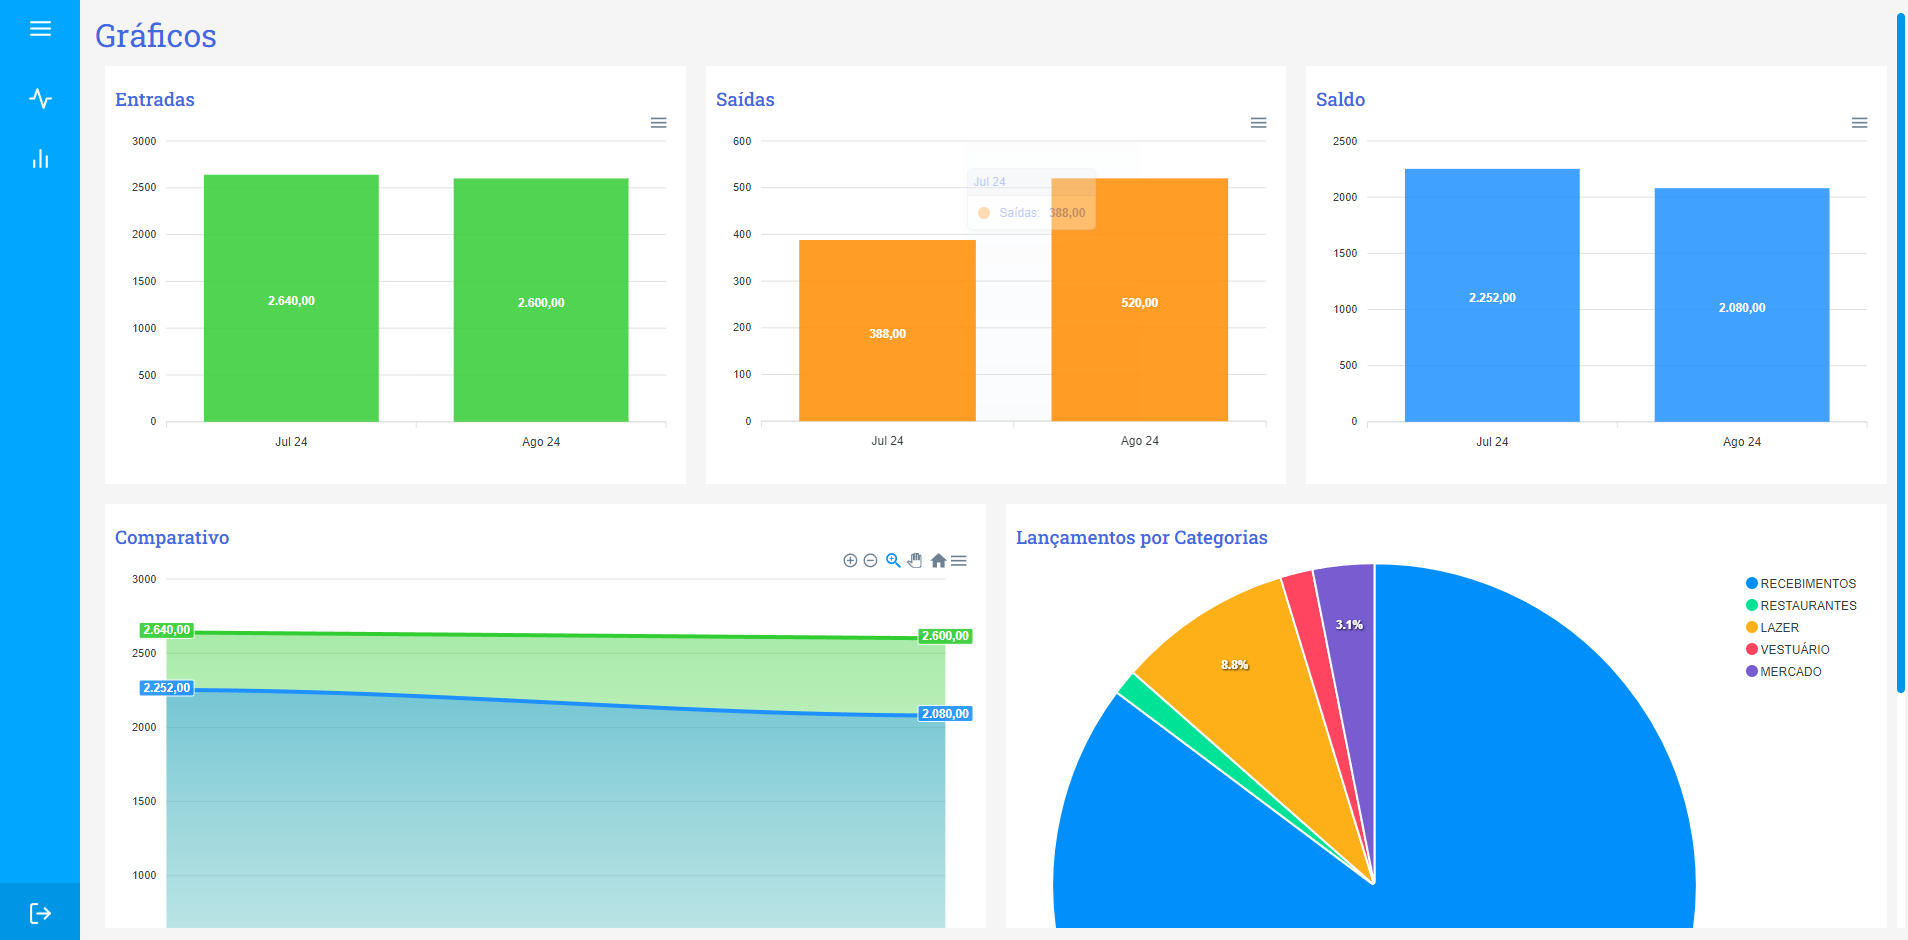 Gráficos
Entradas
3000
2500
2000
1500
1000
500
0
2.640,00
2.600,00
Jul 24
Ago 24
Saídas
600
500
400
300
200
100
0
Jul 24
Saídas: 388,00
388,00
520,00
Jul 24
Ago 24
Saldo
2500
2000
1500
1000
500
0
2.252,00
2.080,00
Jul 24
Ago 24
Comparativo
3000
2500
2000
1500
1000
2.640,00
2.600,00
2.252,00
2.080,00
Lançamentos por Categorias
8.8%
3.1%
RECEBIMENTOS
RESTAURANTES
LAZER
VESTUÁRIO
MERCADO